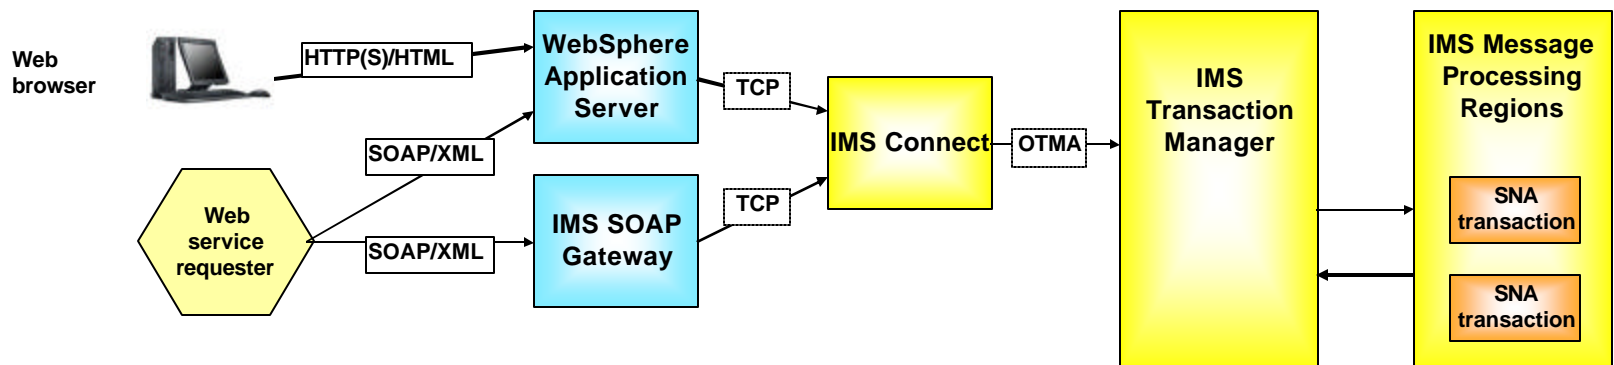 Web
browser
HTTP(S)/HTML
WebSphere
Application
Server
TCP
SOAP/XML
Web
service
requester
SOAP/XML
IMS SOAP
Gateway
TCP
IMS Connect
OTMA
IMS
Transaction
Manager
IMS Message
Processing
Regions
SNA
transaction
SNA
transaction